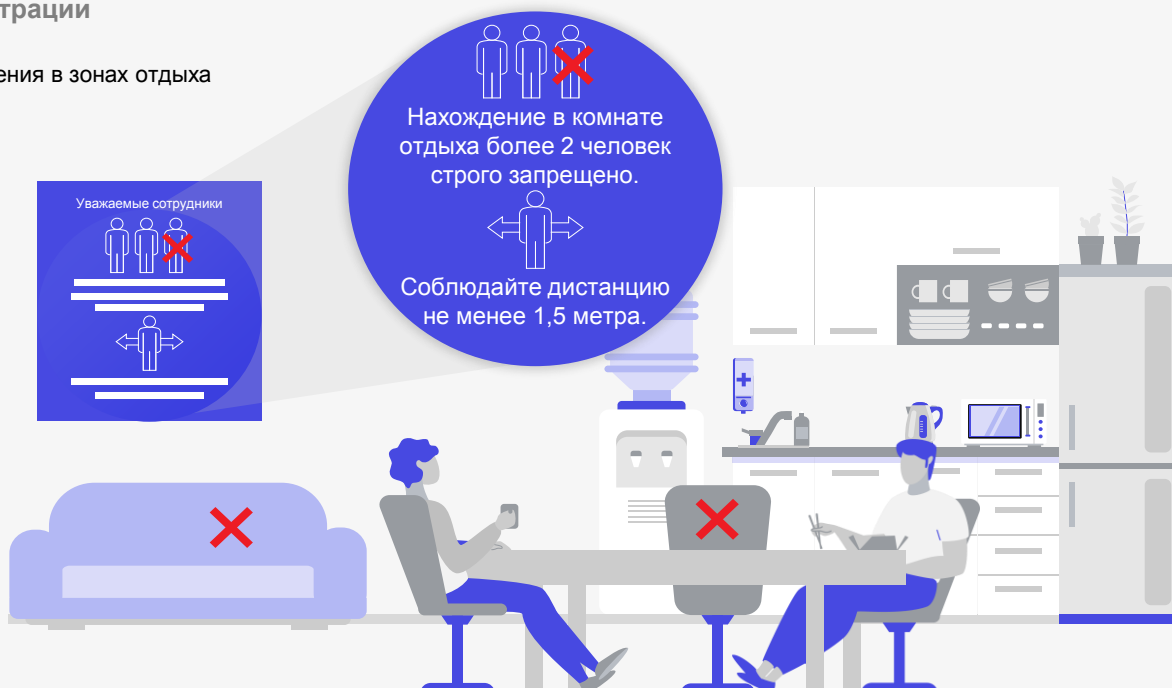 трации
ения в зонах отдыха
Нахождение в комнате
отдыха более 2 человек
строго запрещено.
Соблюдайте дистанцию
не менее 1,5 метра.
Уважаемые сотрудники